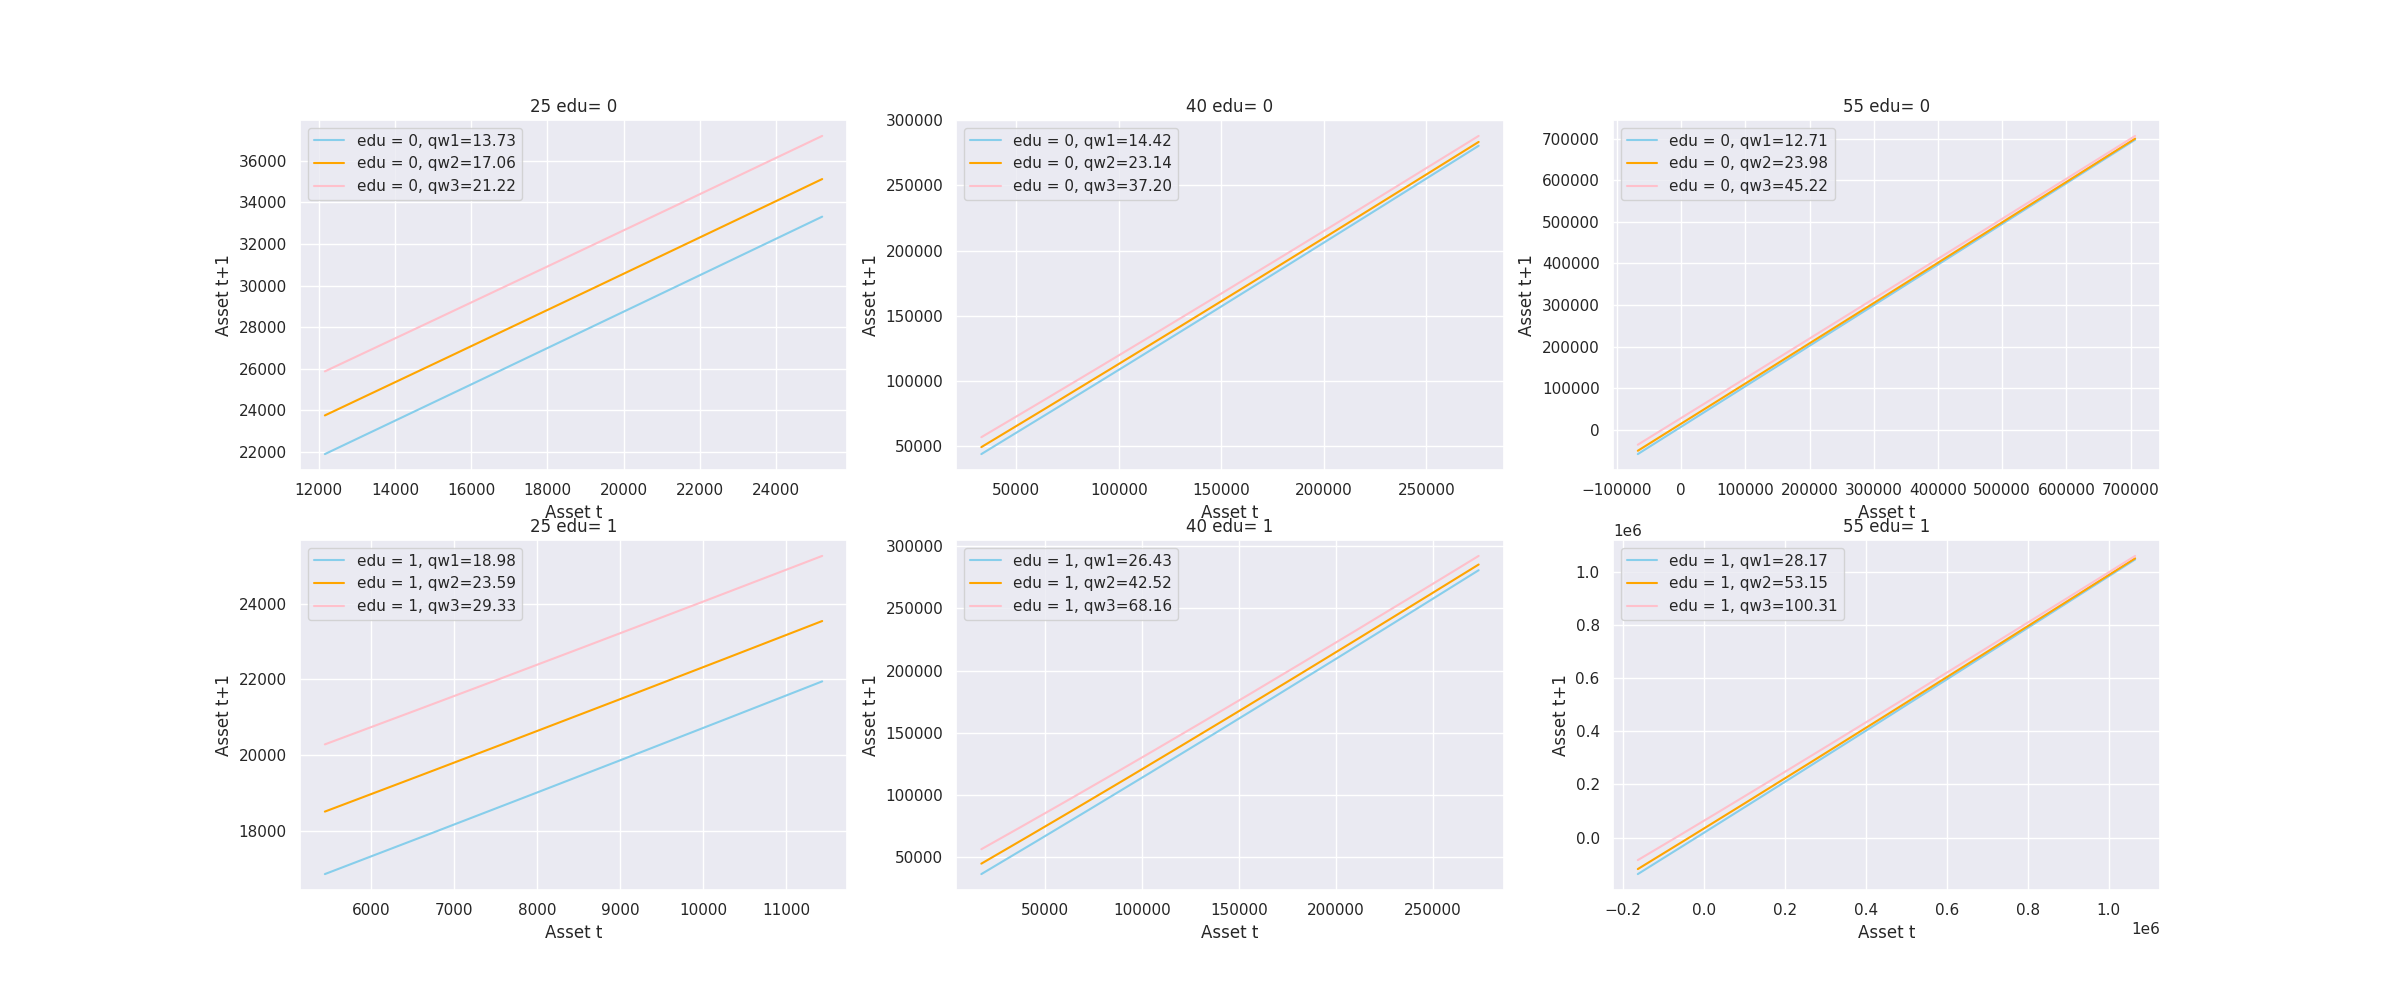 25 edu= 0
edu = 0, qw1=13.73
edu = 0, qw2=17.06
edu = 0, qw3=21.22
36000
34000
32000
30000
28000
26000
24000
22000
Asset t+1
12000 14000 16000 18000 20000 22000 24000
Asset t
40 edu= 0
edu = 0, qw1=14.42
edu = 0, qw2=23.14
edu = 0, qw3=37.20
300000
250000
200000
150000
100000
50000
Asset t+1
50000 100000 150000 200000 250000
Asset t
55 edu= 0
edu = 0, qw1=12.71
edu = 0, qw2=23.98
edu = 0, qw3=45.22
700000
600000
500000
400000
300000
200000
100000
0
Asset t+1
−100000 0 100000 200000 300000 400000 500000 600000 700000
Asset t
25 edu= 1
edu = 1, qw1=18.98
edu = 1, qw2=23.59
edu = 1, qw3=29.33
24000
22000
20000
18000
Asset t+1
6000 7000 8000 9000 10000 11000
Asset t
40 edu= 1
edu = 1, qw1=26.43
edu = 1, qw2=42.52
edu = 1, qw3=68.16
300000
250000
200000
150000
100000
50000
Asset t+1
50000 100000 150000 200000 250000
Asset t
55 edu= 1
1e6
edu = 1, qw1=28.17
edu = 1, qw2=53.15
edu = 1, qw3=100.31
1.0
0.8
0.6
0.4
0.2
0.0
Asset t+1
−0.2 0.0 0.2 0.4 0.6 0.8 1.0
1e6
Asset t